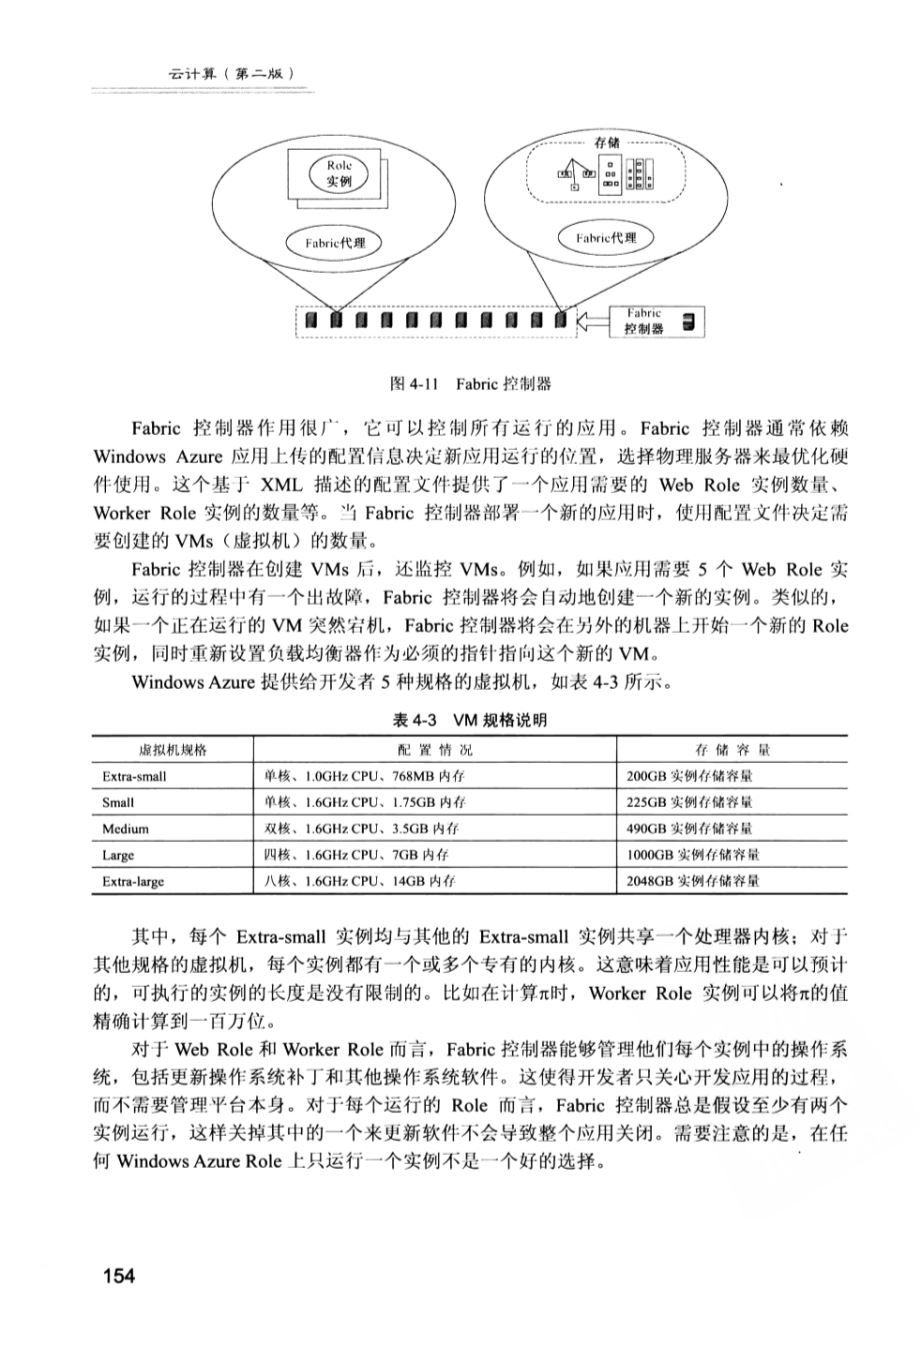 云计算（第二版）
Role
实例
Fabric代理
存储
Fabric代理
Fabric
控制器
图 4-11 Fabric 控制器
Fabric 控制器作用很广，它可以控制所有运行的应用。Fabric 控制器通常依赖
Windows Azure 应用上传的配置信息决定新应用运行的位置，选择物理服务器来最优化硬
件使用。这个基于 XML 描述的配置文件提供了一个应用需要的 Web Role 实例数量、
Worker Role 实例的数量等。当 Fabric 控制器部署一个新的应用时，使用配置文件决定需
要创建的 VMs（虚拟机）的数量。
Fabric 控制器在创建 VMs 后，还监控 VMs。例如，如果应用需要 5 个 Web Role 实
例，运行的过程中有一个出故障，Fabric 控制器将会自动地创建一个新的实例。类似的，
如果一个正在运行的 VM 突然宕机，Fabric 控制器将会在另外的机器上开始一个新的 Role
实例，同时重新设置负载均衡器作为必须的指针指向这个新的 VM。
Windows Azure 提供给开发者 5 种规格的虚拟机，如表 4-3 所示。
表 4-3 VM 规格说明
虚拟机规格 配置情况 存储容量
Extra-small 单核、1.0GHz CPU、768MB 内存 200GB 实例存储容量
Small 单核、1.6GHz CPU、1.75GB 内存 225GB 实例存储容量
Medium 双核、1.6GHz CPU、3.5GB 内存 490GB 实例存储容量
Large 四核、1.6GHz CPU、7GB 内存 1000GB 实例存储容量
Extra-large 八核、1.6GHz CPU、14GB 内存 2048GB 实例存储容量
其中，每个 Extra-small 实例均与其他的 Extra-small 实例共享一个处理器内核；对于
其他规格的虚拟机，每个实例都有一个或多个专有的内核。这意味着应用性能是可以预计
的，可执行的实例的长度是没有限制的。比如在计算π时，Worker Role 实例可以将π的值
精确计算到一百万位。
对于 Web Role 和 Worker Role 而言，Fabric 控制器能够管理他们每个实例中的操作系
统，包括更新操作系统补丁和其他操作系统软件。这使得开发者只关心开发应用的过程，
而不需要管理平台本身。对于每个运行的 Role 而言，Fabric 控制器总是假设至少有两个
实例运行，这样关掉其中的一个来更新软件不会导致整个应用关闭。需要注意的是，在任
何 Windows Azure Role 上只运行一个实例不是一个好的选择。
154